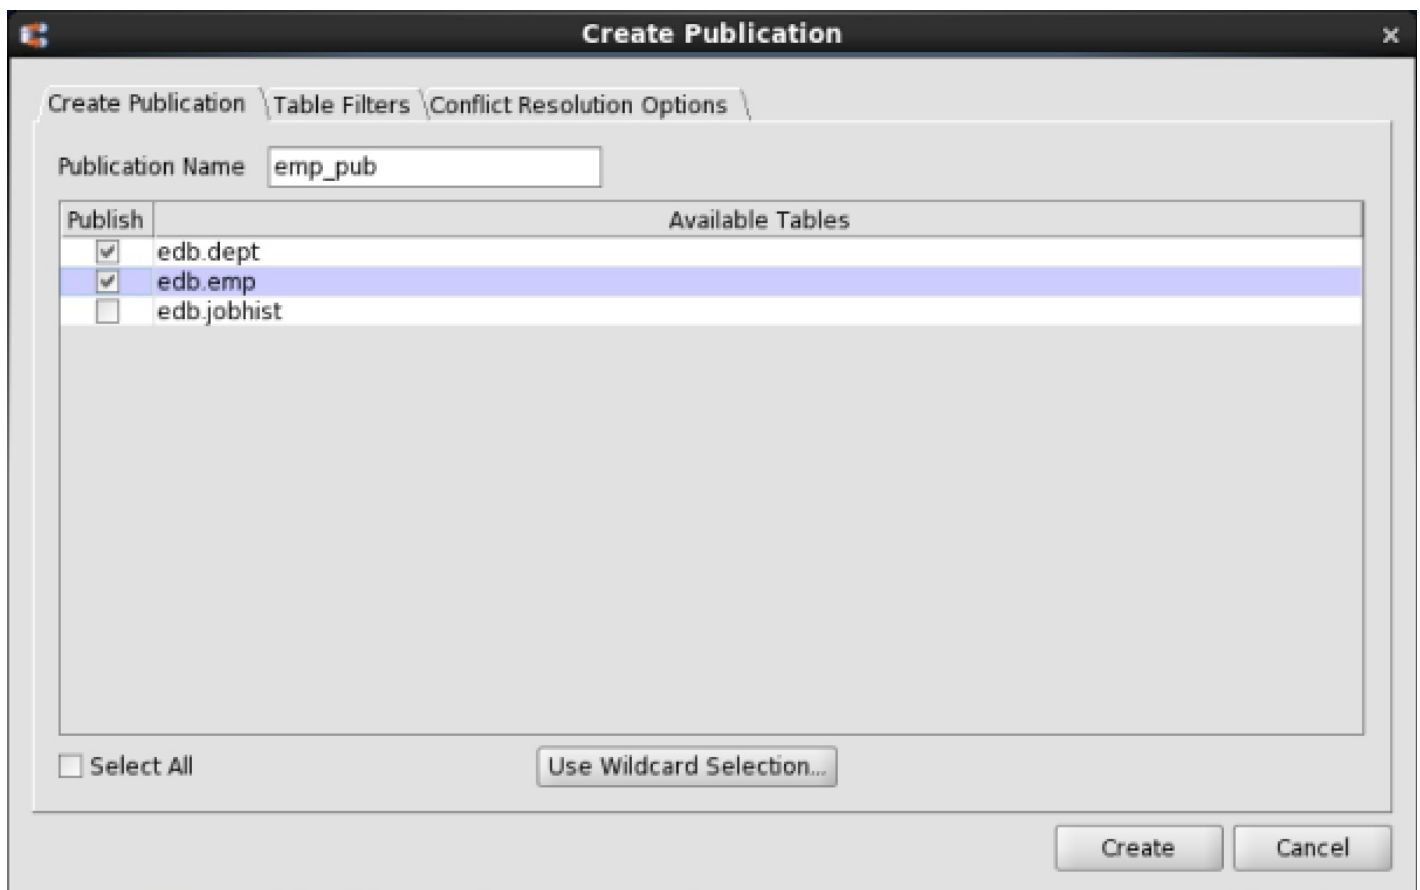 Create Publication
Create Publication Table Filters Conflict Resolution Options
Publication Name emp_pub
Publish Available Tables
edb.dept
edb.emp
edb.jobhist
Select All Use Wildcard Selection...
Create Cancel